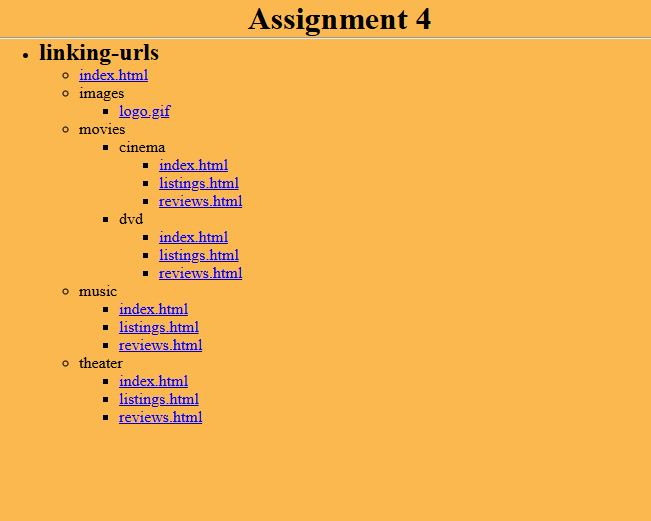 Assignment 4
linking-urls
index.html
images
logo.gif
movies
cinema
index.html
listings.html
reviews.html
dvd
index.html
listings.html
reviews.html
music
index.html
listings.html
reviews.html
theater
index.html
listings.html
reviews.html